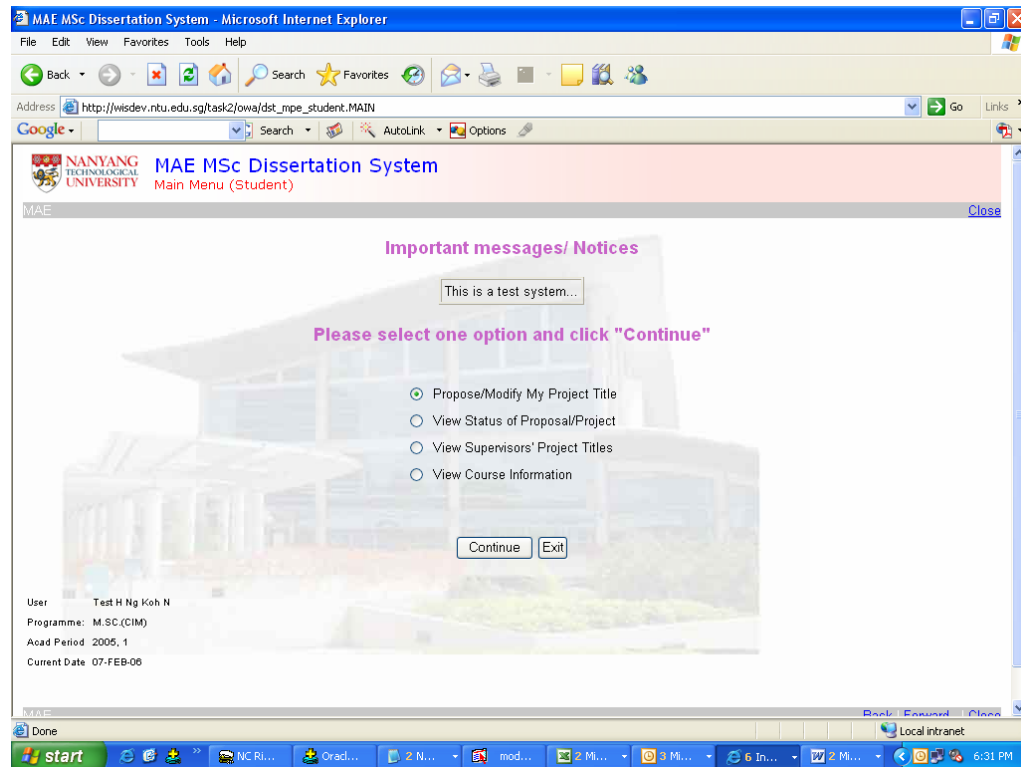 MAE MSc Dissertation System - Microsoft Internet Explorer
File Edit View Favorites Tools Help
Back Search Favorites
Address http://wisdev.ntu.edu.sg/task2/owa/dst_mpe_student.MAIN Go Links
Google Search AutoLink Options
NANYANG
TECHNOLOGICAL
UNIVERSITY
MAE MSc Dissertation System
Main Menu (Student)
MAE Close
Important messages/ Notices
This is a test system...
Please select one option and click "Continue"
Propose/Modify My Project Title
View Status of Proposal/Project
View Supervisors' Project Titles
View Course Information
Continue Exit
User Test H Ng Koh N
Programme: M.SC.(CIM)
Acad Period 2005, 1
Current Date 07-FEB-06
MAE Back | Forward | Close
Done Local intranet
start NC Ri... Oracl... 2 N... mod... 2 Mi... 3 Mi... 6 In... 2 Mi... 6:31 PM